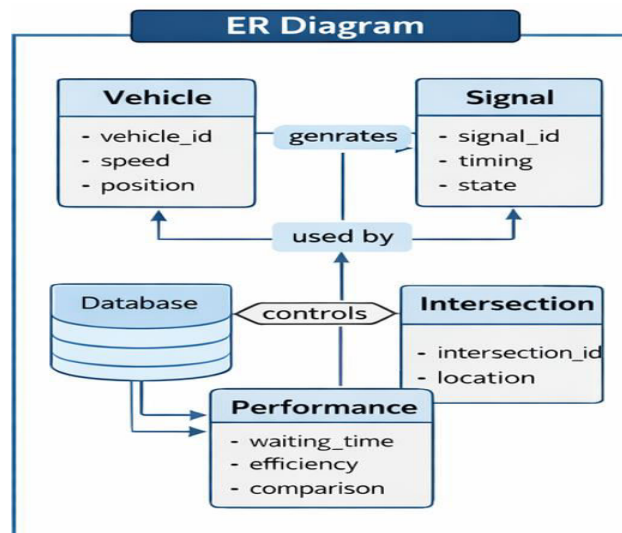 ER Diagram
Vehicle
- vehicle_id
- speed
- position
genrates
Signal
- signal_id
- timing
- state
used by
Database
controls
Intersection
- intersection_id
- location
Performance
- waiting_time
- efficiency
- comparison